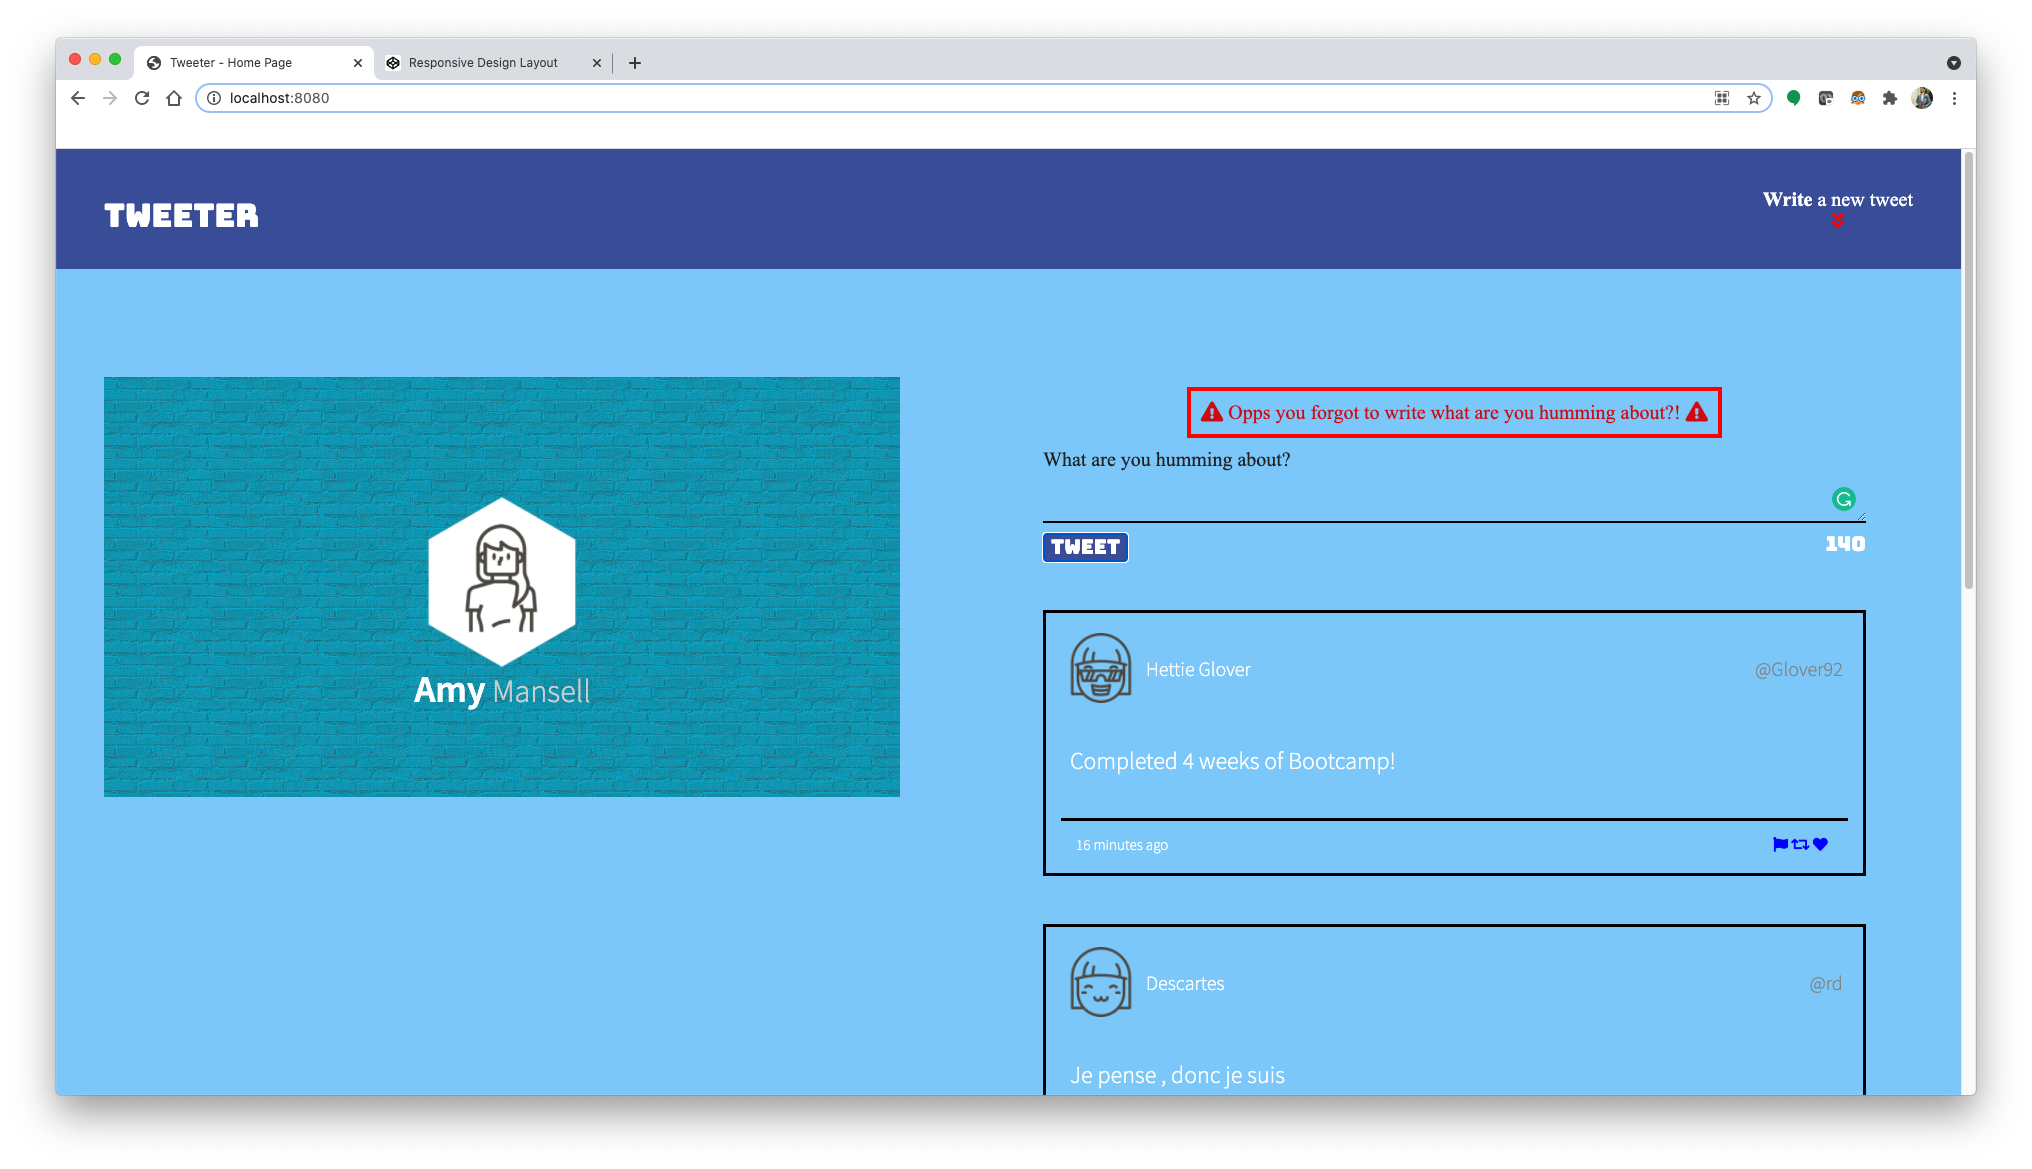 Tweeter - Home Page
Responsive Design Layout
localhost:8080
TWEETER
Write a new tweet
Opps you forgot to write what are you humming about?!
What are you humming about?
TWEET
140
Amy Mansell
Hettie Glover
@Glover92
Completed 4 weeks of Bootcamp!
16 minutes ago
Descartes
@rd
Je pense , donc je suis